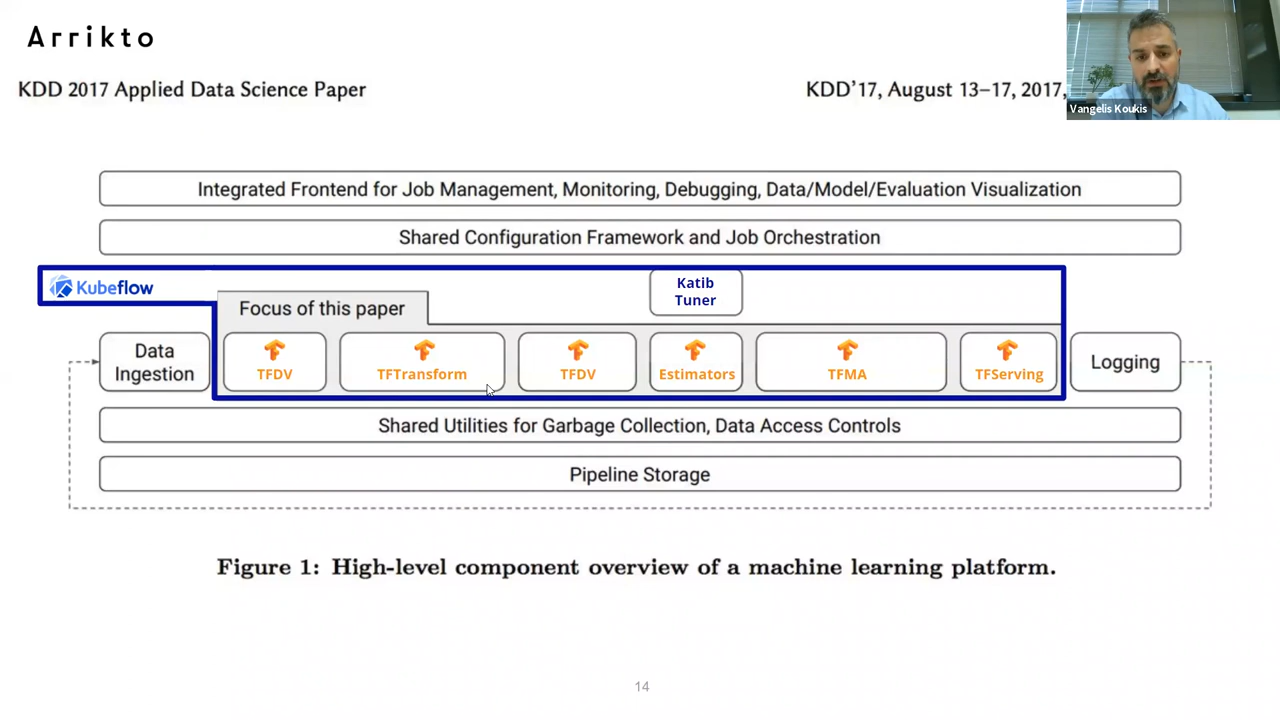 Arrikto
KDD 2017 Applied Data Science Paper
KDD'17, August 13–17, 2017,
Vangelis Koukis
Integrated Frontend for Job Management, Monitoring, Debugging, Data/Model/Evaluation Visualization
Shared Configuration Framework and Job Orchestration
Kubeflow
Katib
Tuner
Focus of this paper
Data
Ingestion
TFDV
TFTransform
TFDV
Estimators
TFMA
TFServing
Logging
Shared Utilities for Garbage Collection, Data Access Controls
Pipeline Storage
Figure 1: High-level component overview of a machine learning platform.
14